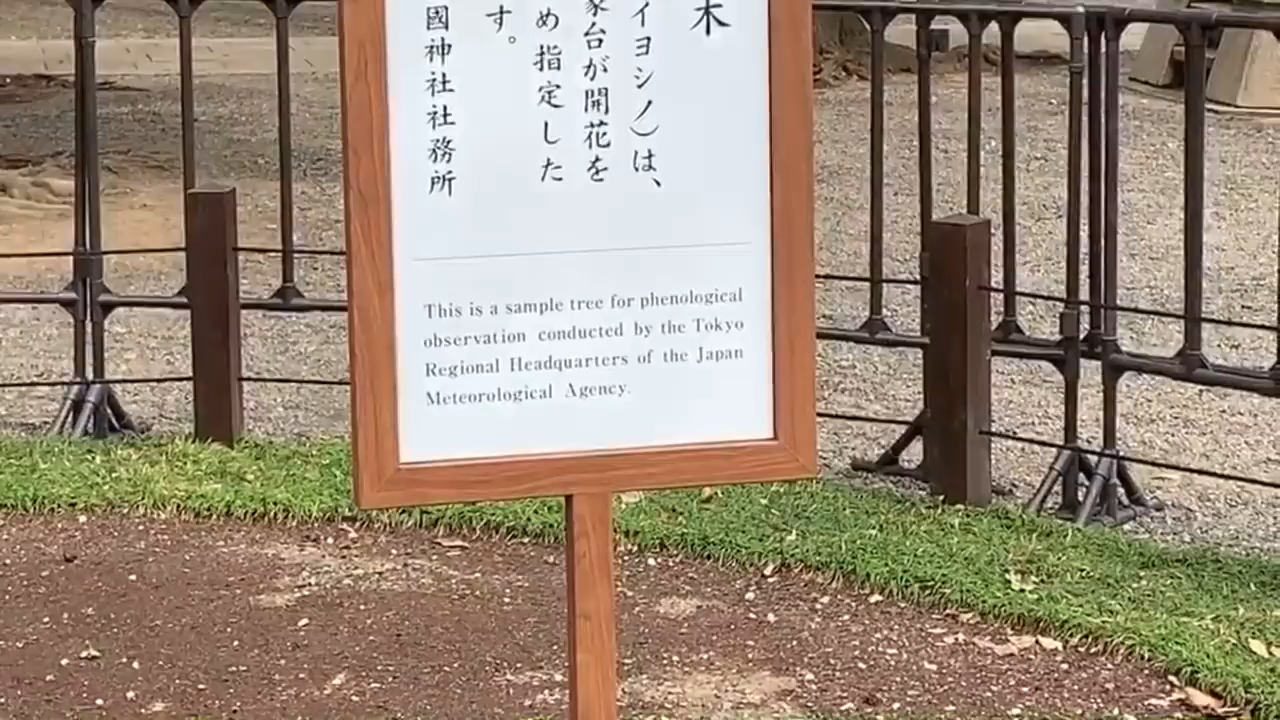 木
イヨシノ)は、
象台が開花を
め指定した
す。
國神社社務所
This is a sample tree for phenological
observation conducted by the Tokyo
Regional Headquarters of the Japan
Meteorological Agency.